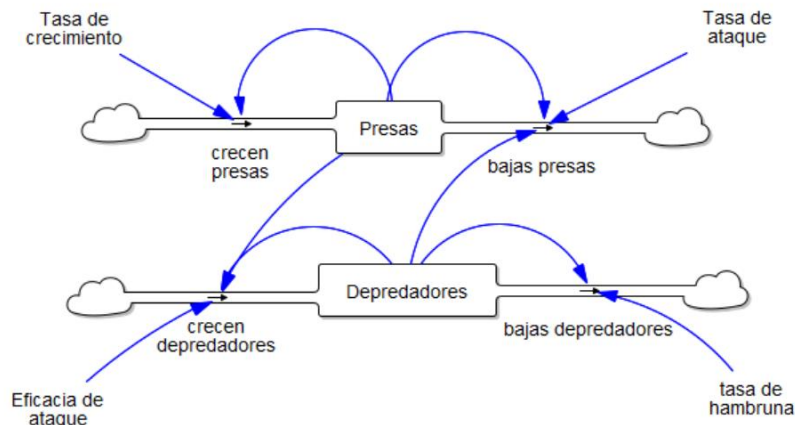 Tasa de
crecimiento
Tasa de
ataque
Presas
crecen
presas
bajas presas
Depredadores
crecen
depredadores
bajas depredadores
Eficacia de
ataque
tasa de
hambruna